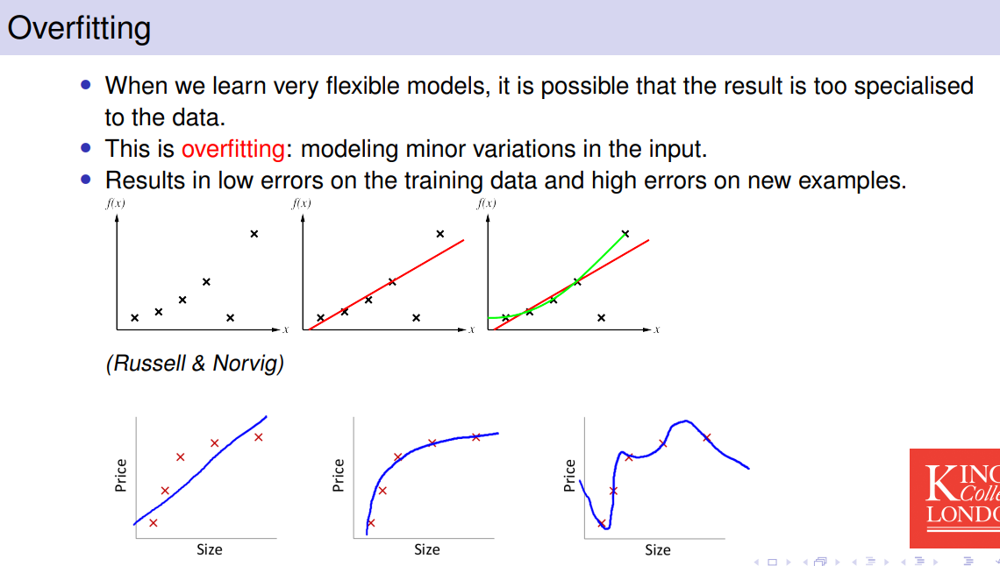 Overfitting
When we learn very flexible models, it is possible that the result is too specialised
to the data.
This is overfitting: modeling minor variations in the input.
Results in low errors on the training data and high errors on new examples.
f(x) f(x) f(x)
x x x
(Russell & Norvig)
Price Price Price
Size Size Size
KING
Colle
LONDO